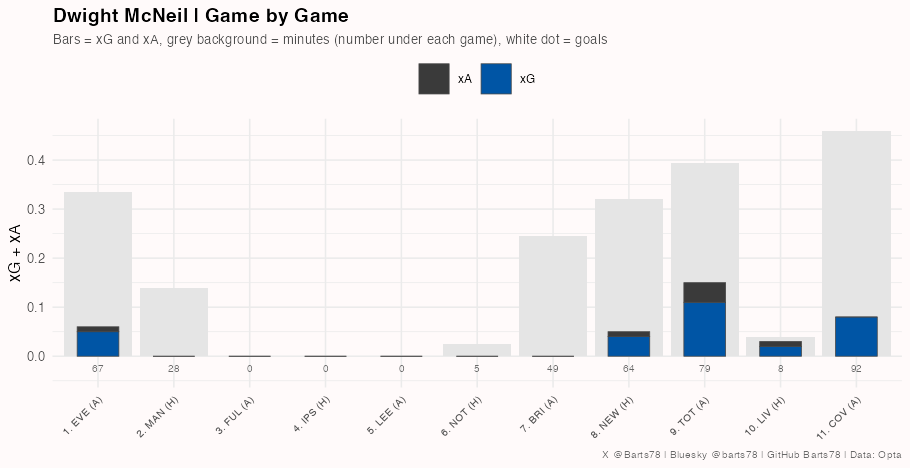 Dwight McNeil | Game by Game
Bars = xG and xA, grey background = minutes (number under each game), white dot = goals
xA xG
xG + xA
0.4
0.3
0.2
0.1
0.0
67 28 0 0 0 5 49 64 79 8 92
1. EVE (A)
2. MAN (H)
3. FUL (A)
4. IPS (H)
5. LEE (A)
6. NOT (H)
7. BRI (A)
8. NEW (H)
9. TOT (A)
10. LIV (H)
11. COV (A)
X @Barts78 | Bluesky @barts78 | GitHub Barts78 | Data: Opta